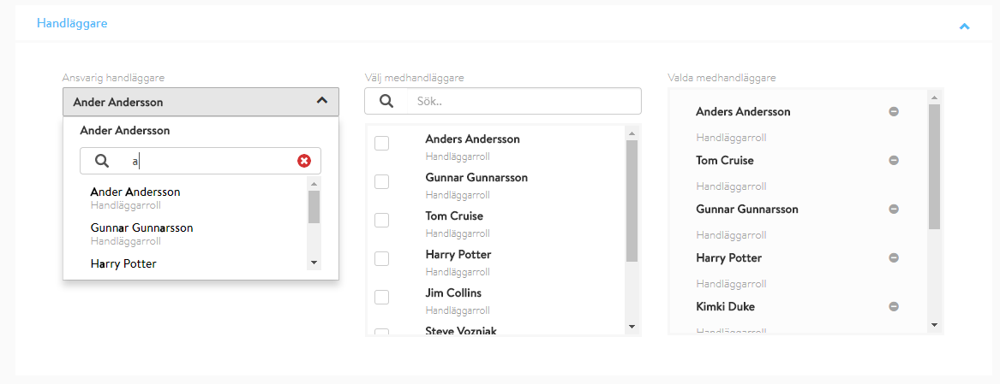 Handläggare
Ansvarig handläggare
Ander Andersson
Ander Andersson
a
Ander Andersson
Handläggarroll
Gunnar Gunnarsson
Handläggarroll
Harry Potter
Välj medhandläggare
Sök..
Anders Andersson
Handläggarroll
Gunnar Gunnarsson
Handläggarroll
Tom Cruise
Handläggarroll
Harry Potter
Handläggarroll
Jim Collins
Handläggarroll
Steve Vozniak
Valda medhandläggare
Anders Andersson
Handläggarroll
Tom Cruise
Handläggarroll
Gunnar Gunnarsson
Handläggarroll
Harry Potter
Handläggarroll
Kimki Duke
Handläggarroll